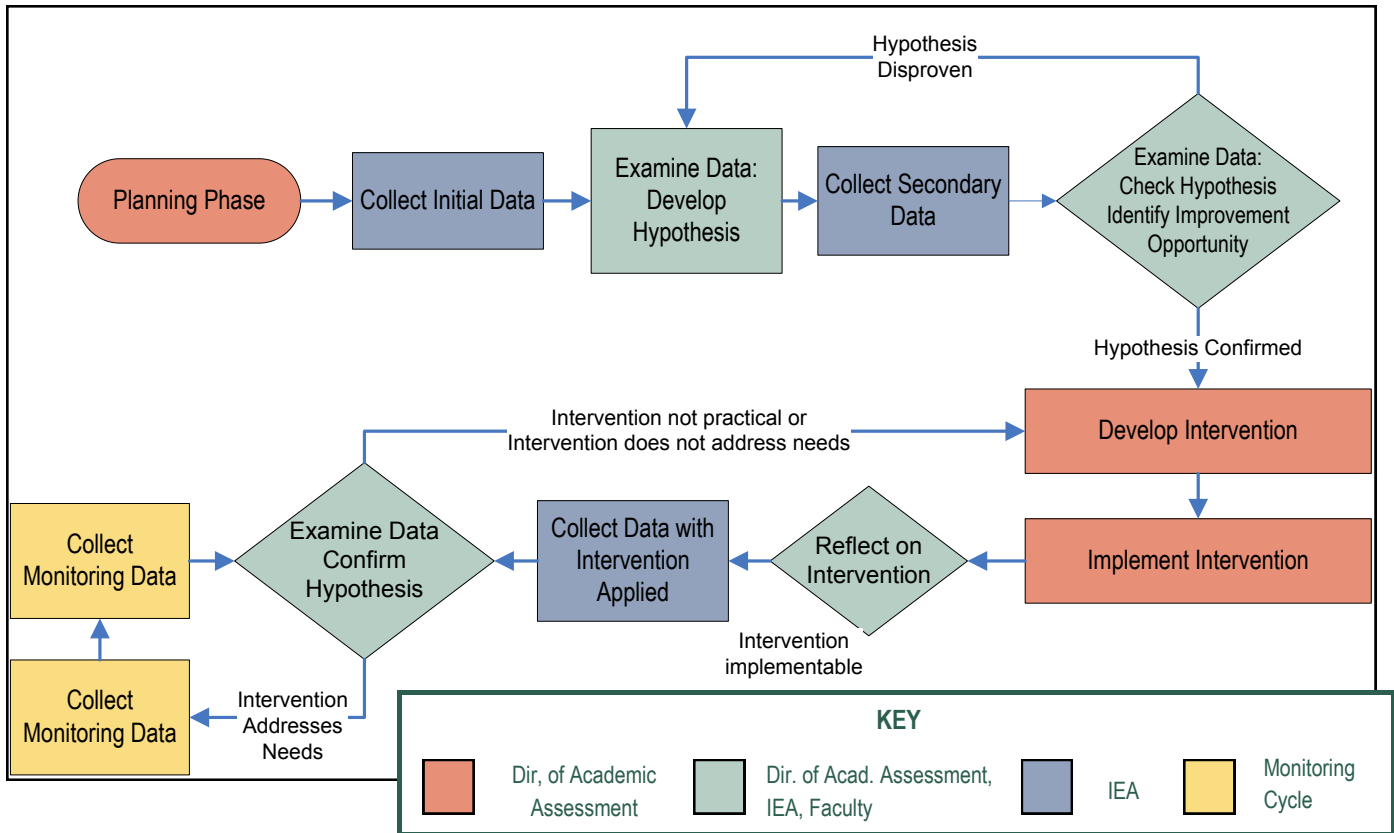 Hypothesis
Disproven
Planning Phase
Collect Initial Data
Examine Data:
Develop
Hypothesis
Collect Secondary
Data
Examine Data:
Check Hypothesis
Identify Improvement
Opportunity
Hypothesis Confirmed
Intervention not practical or
Intervention does not address needs
Develop Intervention
Collect
Monitoring Data
Examine Data
Confirm
Hypothesis
Collect Data with
Intervention
Applied
Reflect on
Intervention
Implement Intervention
Intervention
implementable
Collect
Monitoring Data
Intervention
Addresses
Needs
KEY
Dir, of Academic
Assessment
Dir. of Acad. Assessment,
IEA, Faculty
IEA
Monitoring
Cycle